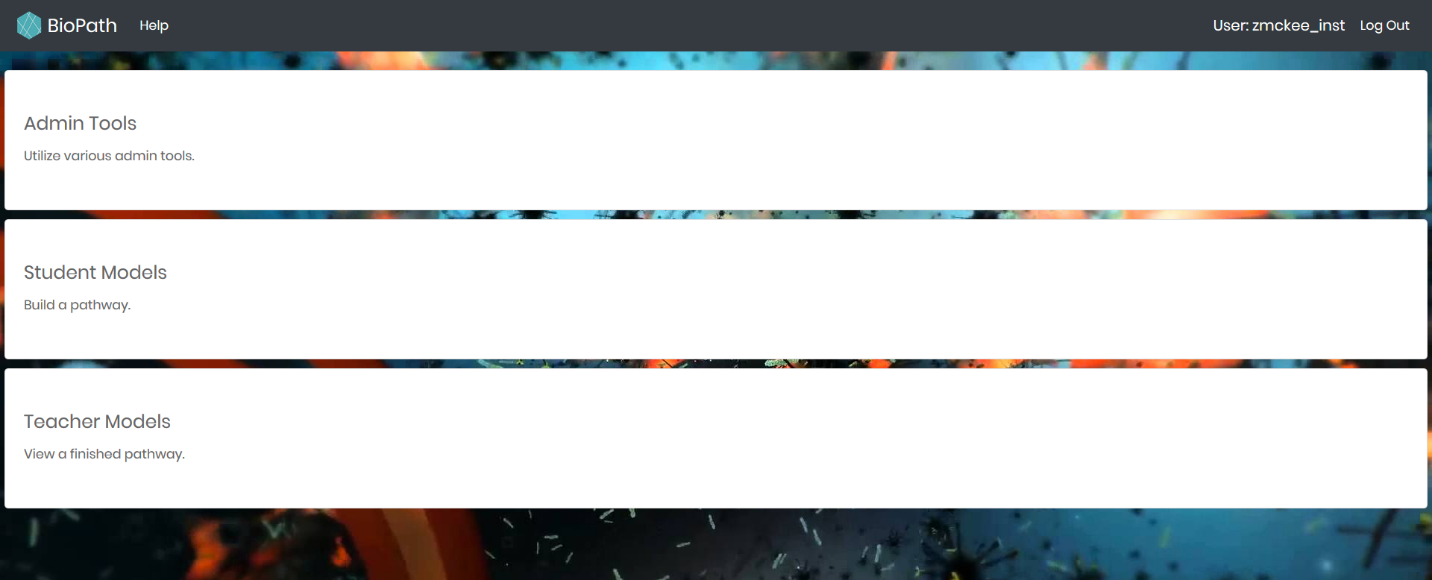 BioPath Help User: zmckee_inst Log Out
Admin Tools
Utilize various admin tools.
Student Models
Build a pathway.
Teacher Models
View a finished pathway.